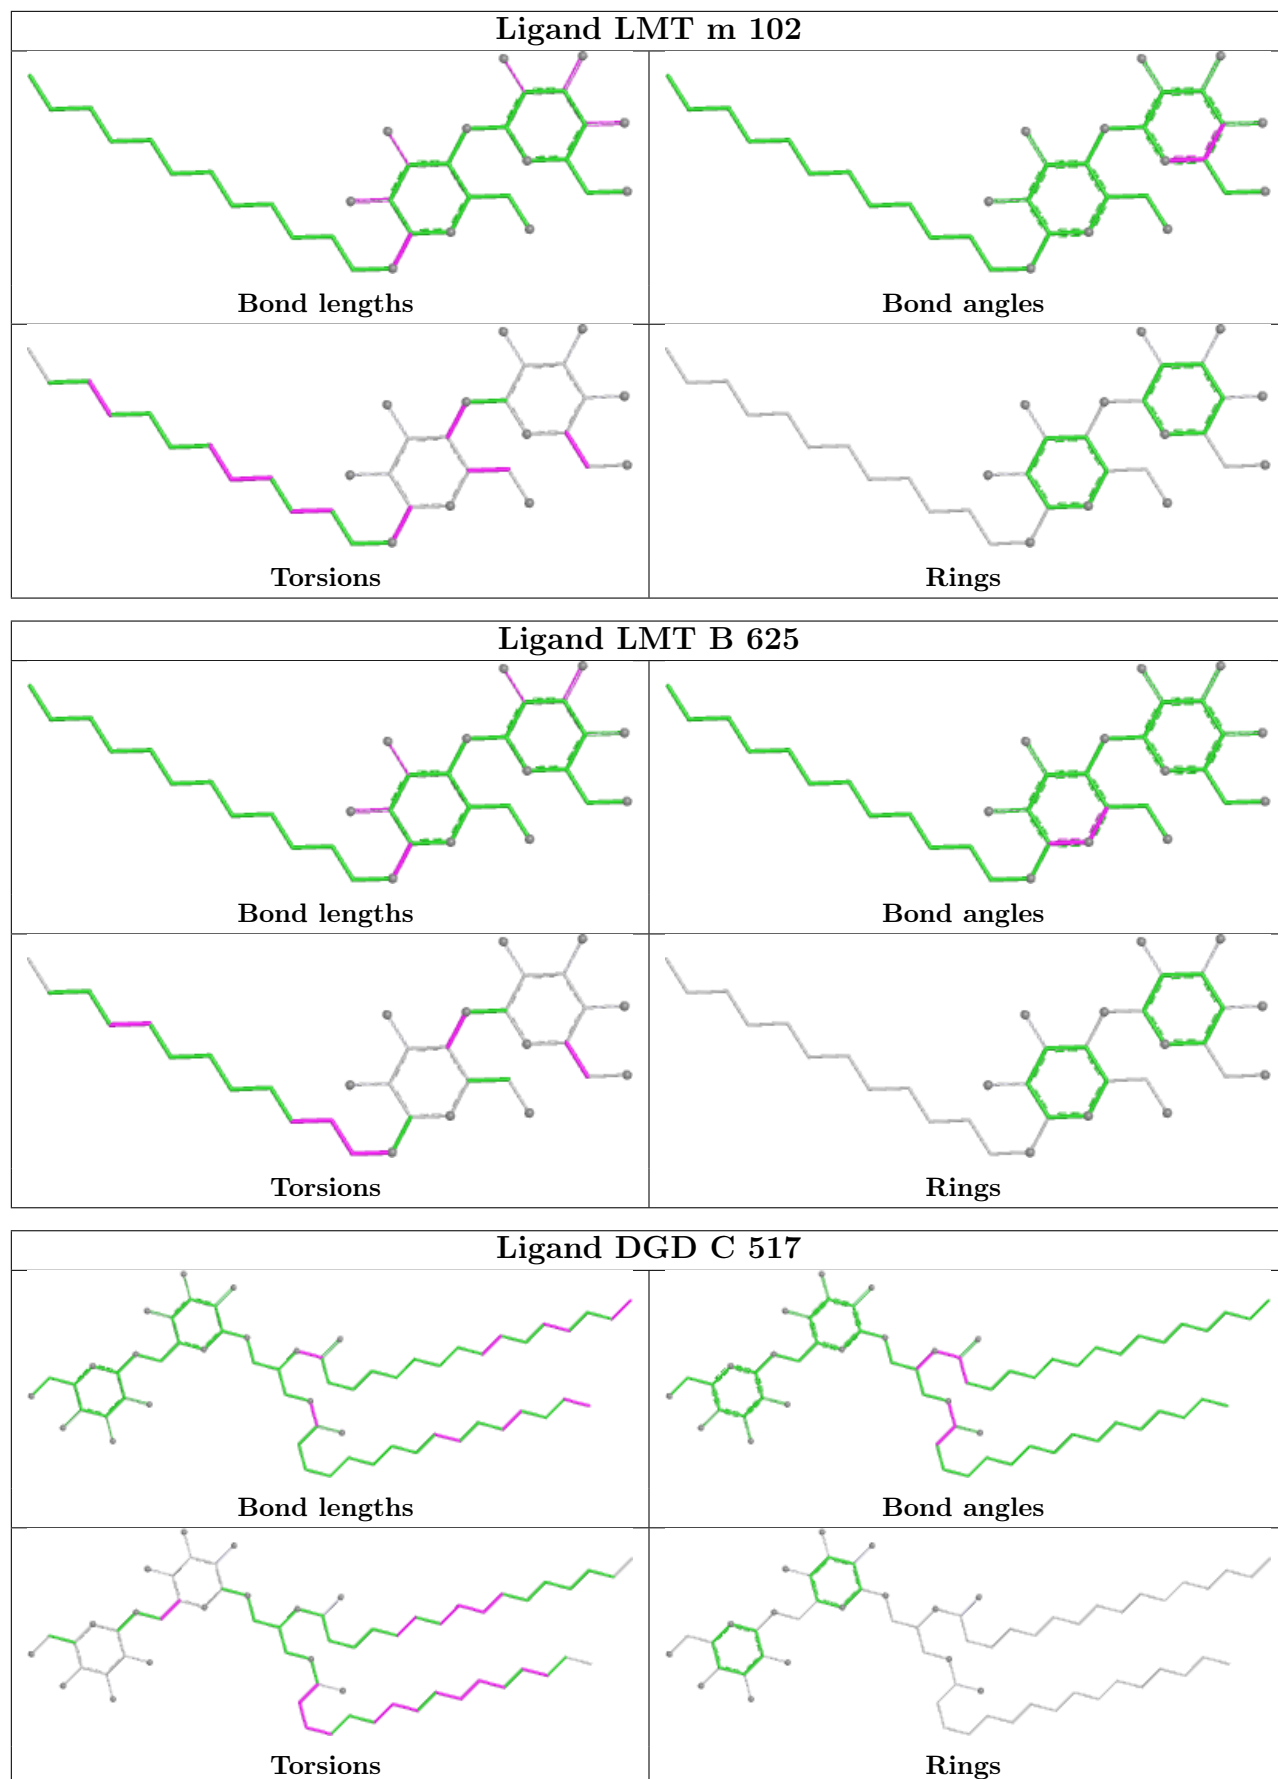 Ligand LMT m 102
Bond lengths
Bond angles
Torsions
Rings
Ligand LMT B 625
Bond lengths
Bond angles
Torsions
Rings
Ligand DGD C 517
Bond lengths
Bond angles
Torsions
Rings